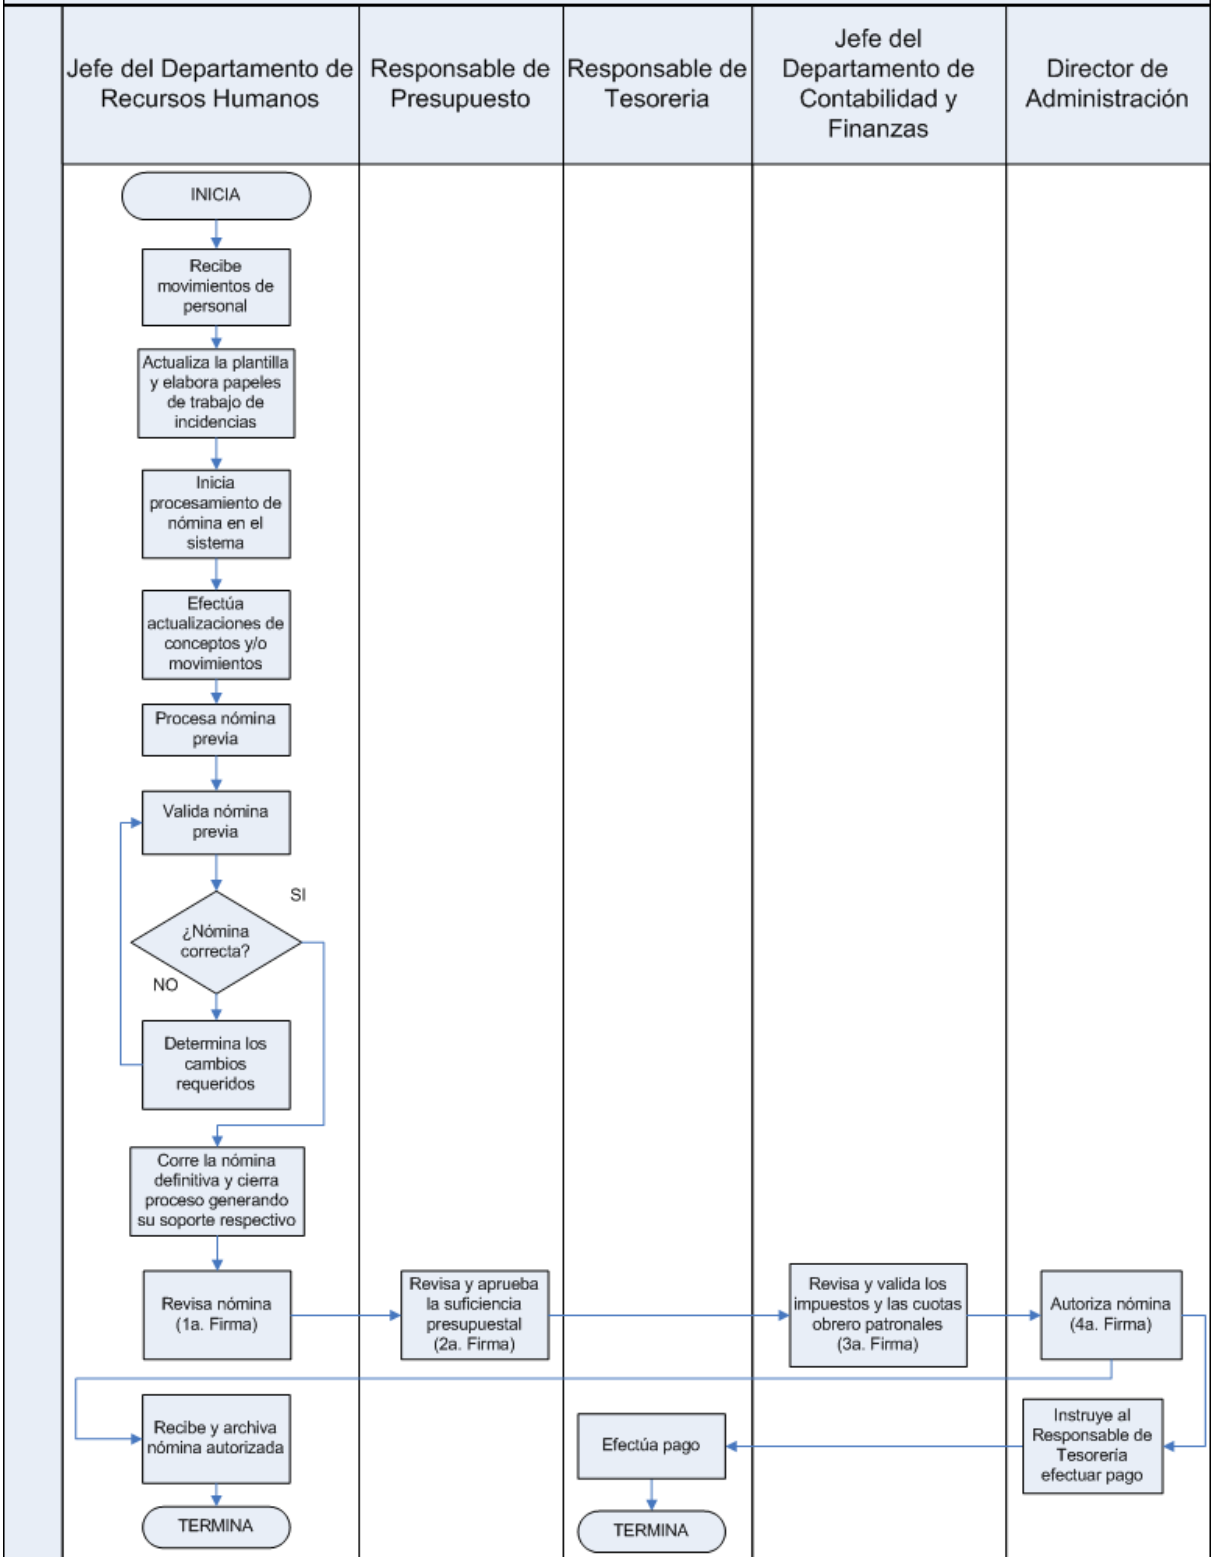 Jefe del Departamento de
Recursos Humanos
Responsable de
Presupuesto
Responsable de
Tesoreria
Jefe del
Departamento de
Contabilidad y
Finanzas
Director de
Administración
INICIA
Recibe
movimientos de
personal
Actualiza la plantilla
y elabora papeles
de trabajo de
incidencias
Inicia
procesamiento de
nómina en el
sistema
Efectúa
actualizaciones de
conceptos y/o
movimientos
Procesa nómina
previa
Valida nómina
previa
SI
¿Nómina
correcta?
NO
Determina los
cambios
requeridos
Corre la nómina
definitiva y cierra
proceso generando
su soporte respectivo
Revisa nómina
(1a. Firma)
Revisa y aprueba
la suficiencia
presupuestal
(2a. Firma)
Revisa y valida los
impuestos y las cuotas
obrero patronales
(3a. Firma)
Autoriza nómina
(4a. Firma)
Recibe y archiva
nómina autorizada
Efectúa pago
Instruye al
Responsable de
Tesorería
efectuar pago
TERMINA
TERMINA